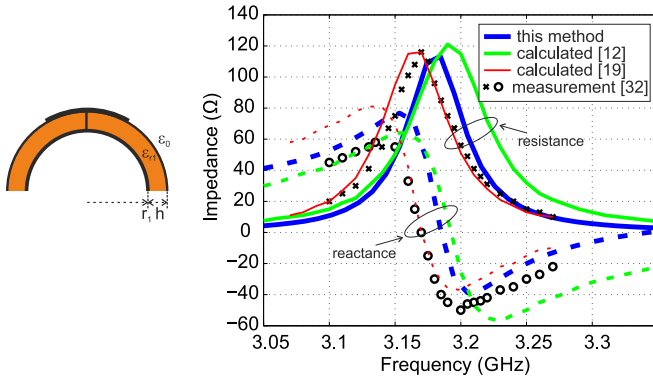 ε0
εr1
r1 h
Impedance (Ω)
140
120
100
80
60
40
20
0
−20
−40
−60
this method
calculated [12]
calculated [19]
measurement [32]
resistance
reactance
3.05 3.1 3.15 3.2 3.25 3.3
Frequency (GHz)